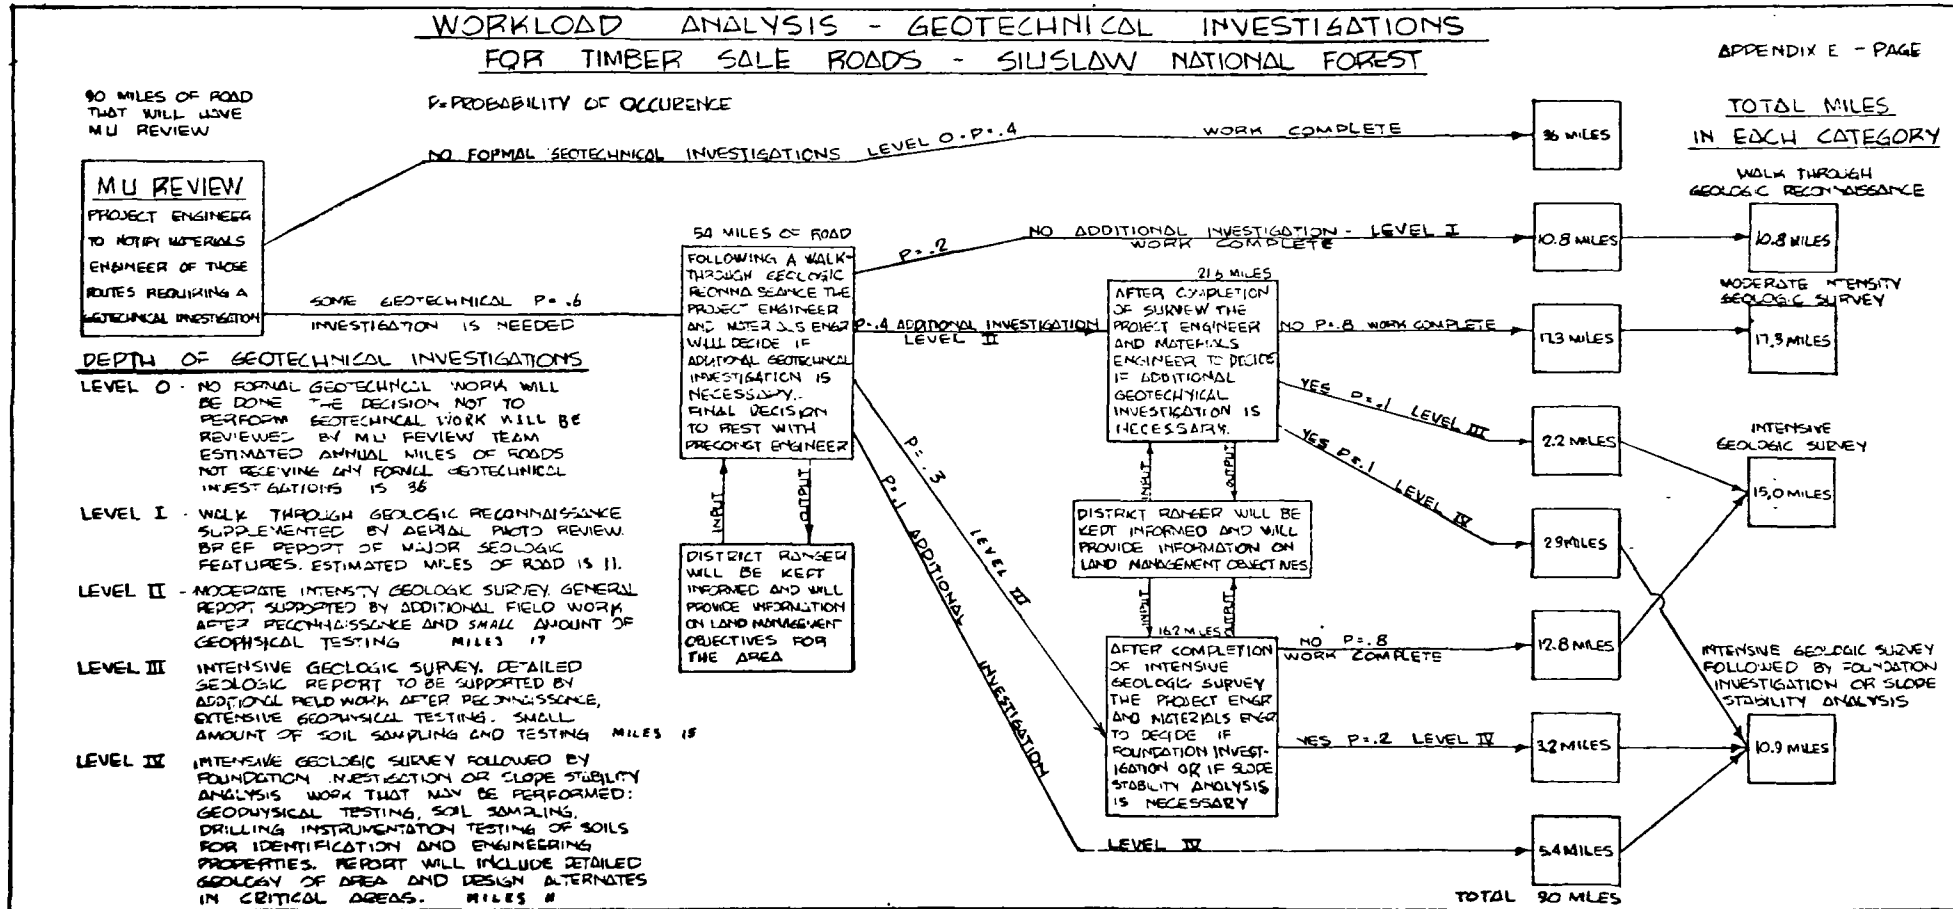 WORKLOAD ANALYSIS - GEOTECHNICAL INVESTIGATIONS
FOR TIMBER SALE ROADS - SIUSLAW NATIONAL FOREST
APPENDIX E - PAGE
90 MILES OF ROAD
THAT WILL HAVE
MU REVIEW
P=PROBABILITY OF OCCURENCE
MU REVIEW
PROJECT ENGINEER
TO NOTIFY MATERIALS
ENGINEER OF THOSE
ROUTES REQUIRING A
GEOTECHNICAL INVESTIGATION
NO FORMAL GEOTECHNICAL INVESTIGATIONS LEVEL O - P=.4
WORK COMPLETE
36 MILES
SOME GEOTECHNICAL P=.6
INVESTIGATION IS NEEDED
54 MILES OF ROAD
FOLLOWING A WALK-
THROUGH GEOLOGIC
RECONNAISEANCE THE
PROJECT ENGINEER
AND MATERIALS ENGR
WILL DECIDE IF
ADDITIONAL GEOTECHNICAL
INVESTIGATION IS
NECESSARY.
FINAL DECISION
TO REST WITH
PRECONST ENGINEER
P=.2
NO ADDITIONAL INVESTIGATION - LEVEL I
WORK COMPLETE
10.8 MILES
P=.4 ADDITIONAL INVESTIGATION
LEVEL II
21.6 MILES
AFTER COMPLETION
OF SURVEW THE
PROJECT ENGINEER
AND MATERIALS
ENGINEER TO DECIDE
IF ADDITIONAL
GEOTECHNICAL
INVESTIGATION IS
NECESSARY.
NO P=.8 WORK COMPLETE
17.3 MILES
YES P=.1 LEVEL III
2.2 MILES
YES P=.1 LEVEL IV
2.9 MILES
INPUT
OUTPUT
DISTRICT RANGER
WILL BE KEPT
INFORMED AND WILL
PROVIDE INFORMATION
ON LAND MANAGEMENT
OBJECTIVES FOR
THE AREA
INPUT
OUTPUT
DISTRICT RANGER WILL BE
KEPT INFORMED AND WILL
PROVIDE INFORMATION ON
LAND MANAGEMENT OBJECTIVES
INPUT
OUTPUT
P=.3 LEVEL III
16.2 MILES
AFTER COMPLETION
OF INTENSIVE
GEOLOGIC SURVEY
THE PROJECT ENGR
AND MATERIALS ENGR
TO DECIDE IF
FOUNDATION INVEST-
IGATION OR IF SLOPE
STABILITY ANALYSIS
IS NECESSARY
NO P=.8
WORK COMPLETE
12.8 MILES
YES P=.2 LEVEL IV
3.2 MILES
P=.1 ADDITIONAL INVESTIGATION
LEVEL IV
5.4 MILES
TOTAL 90 MILES
TOTAL MILES
IN EACH CATEGORY
WALK THROUGH
GEOLOGIC RECONNAISSANCE
10.8 MILES
MODERATE INTENSITY
GEOLOGIC SURVEY
17.3 MILES
INTENSIVE
GEOLOGIC SURVEY
15.0 MILES
INTENSIVE GEOLOGIC SURVEY
FOLLOWED BY FOUNDATION
INVESTIGATION OR SLOPE
STABILITY ANALYSIS
10.9 MILES
DEPTH OF GEOTECHNICAL INVESTIGATIONS
LEVEL O - NO FORMAL GEOTECHNICAL WORK WILL
BE DONE THE DECISION NOT TO
PERFORM GEOTECHNCAL WORK WILL BE
REVIEWED BY MU REVIEW TEAM
ESTIMATED ANNUAL MILES OF ROADS
NOT RECEIVING ANY FORMAL GEOTECHNICAL
INVESTIGATIONS IS 36
LEVEL I - WALK THROUGH GEOLOGIC RECONNAISSANCE
SUPPLEMENTED BY AERIAL PHOTO REVIEW.
BRIEF REPORT OF MAJOR GEOLOGIC
FEATURES. ESTIMATED MILES OF ROAD IS 11.
LEVEL II - MODERATE INTENSTY GEOLOGIC SURVEY. GENERAL
REPORT SUPPORTED BY ADDITIONAL FIELD WORK
AFTER RECONNAISSANCE AND SMALL AMOUNT OF
GEOPHSICAL TESTING MILES 17
LEVEL III INTENSIVE GEOLOGIC SURVEY. DETAILED
GEOLOGIC REPORT TO BE SUPPORTED BY
ADDITIONAL FIELD WORK AFTER RECONNAISSANCE,
EXTENSIVE GEOPHYSICAL TESTING. SMALL
AMOUNT OF SOIL SAMPLING AND TESTING MILES 15
LEVEL IV INTENSIVE GEOLOGIC SURVEY FOLLOWED BY
FOUNDATION INVESTIGATION OR SLOPE STABILITY
ANALYSIS WORK THAT MAY BE PERFORMED:
GEOPHYSICAL TESTING, SOIL SAMPLING,
DRILLING INSTRUMENTATION TESTING OF SOILS
FOR IDENTIFICATION AND ENGINEERING
PROPERTIES. REPORT WILL INCLUDE DETAILED
GEOLOGY OF AREA AND DESIGN ALTERNATES
IN CRITICAL AREAS. MILES 11